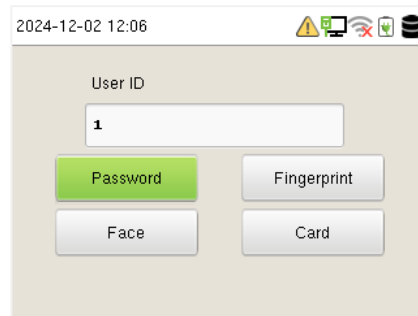 2024-12-02 12:06
User ID
1
Password Fingerprint
Face Card